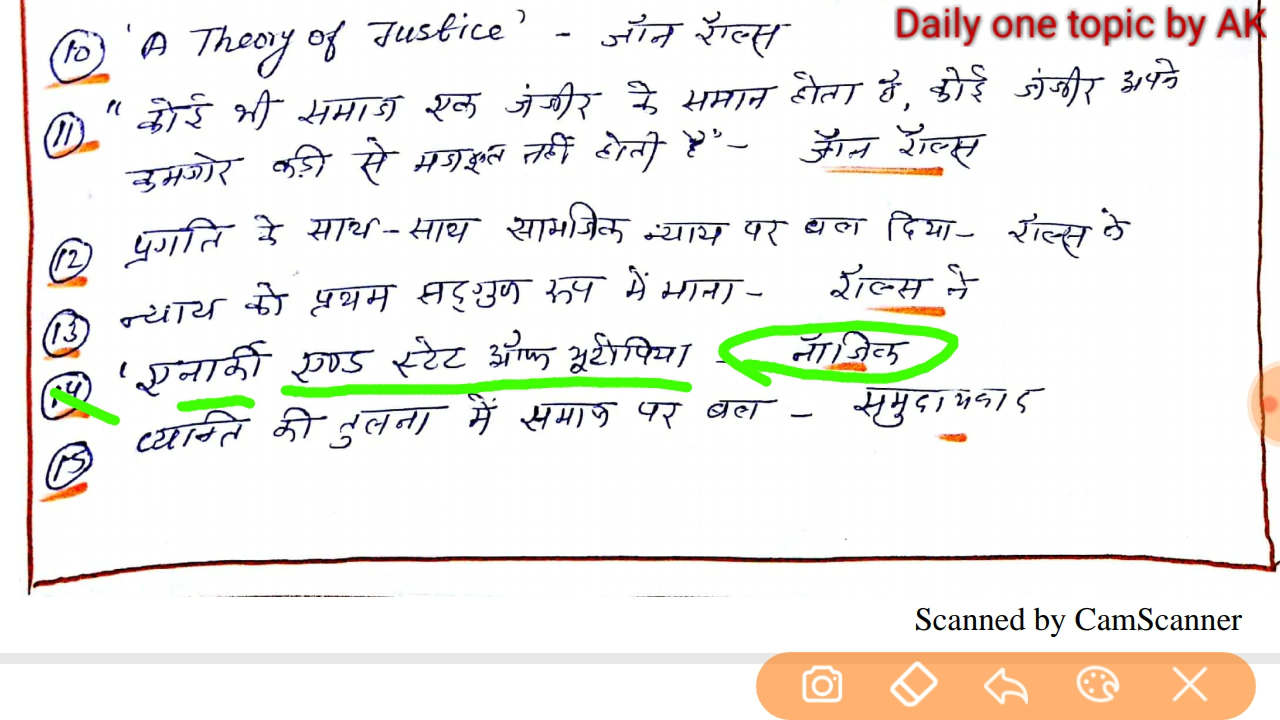 Daily one topic by AK
⑩ 'A Theory of Justice' - जॉन रॉल्स
⑪ "कोई भी समाज एक जंजीर के समान होता है, कोई जंजीर अपने
कमजोर कड़ी से मजबूत नहीं होती है" - जॉन रॉल्स
⑫ प्रगति के साथ-साथ सामजिक न्याय पर बल दिया- रॉल्स ने
⑬ न्याय को प्रथम सद्गुण रूप में माना- रॉल्स ने
⑭ 'एनार्की एण्ड स्टेट ऑफ यूटोपिया - नॉजिक
⑮ व्यक्ति की तुलना में समाज पर बल - समुदायवाद
Scanned by CamScanner